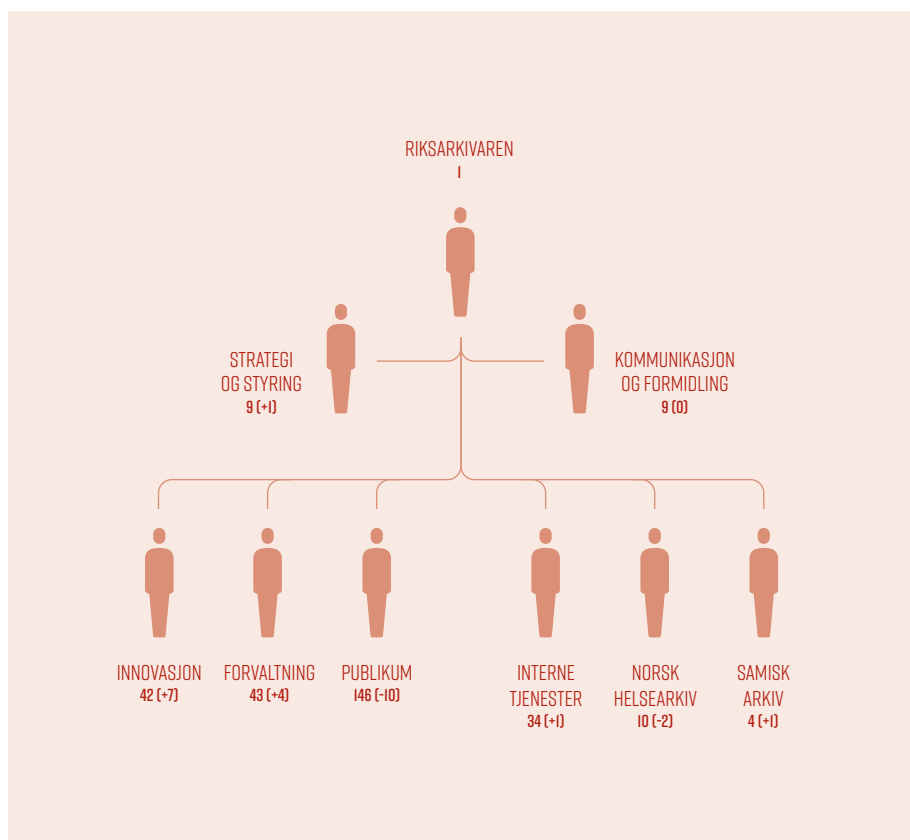 RIKSARKIVAREN
1
STRATEGI
OG STYRING
9 (+1)
KOMMUNIKASJON
OG FORMIDLING
9 (0)
INNOVASJON
42 (+7)
FORVALTNING
43 (+4)
PUBLIKUM
146 (-10)
INTERNE
TJENESTER
34 (+1)
NORSK
HELSEARKIV
10 (-2)
SAMISK
ARKIV
4 (+1)